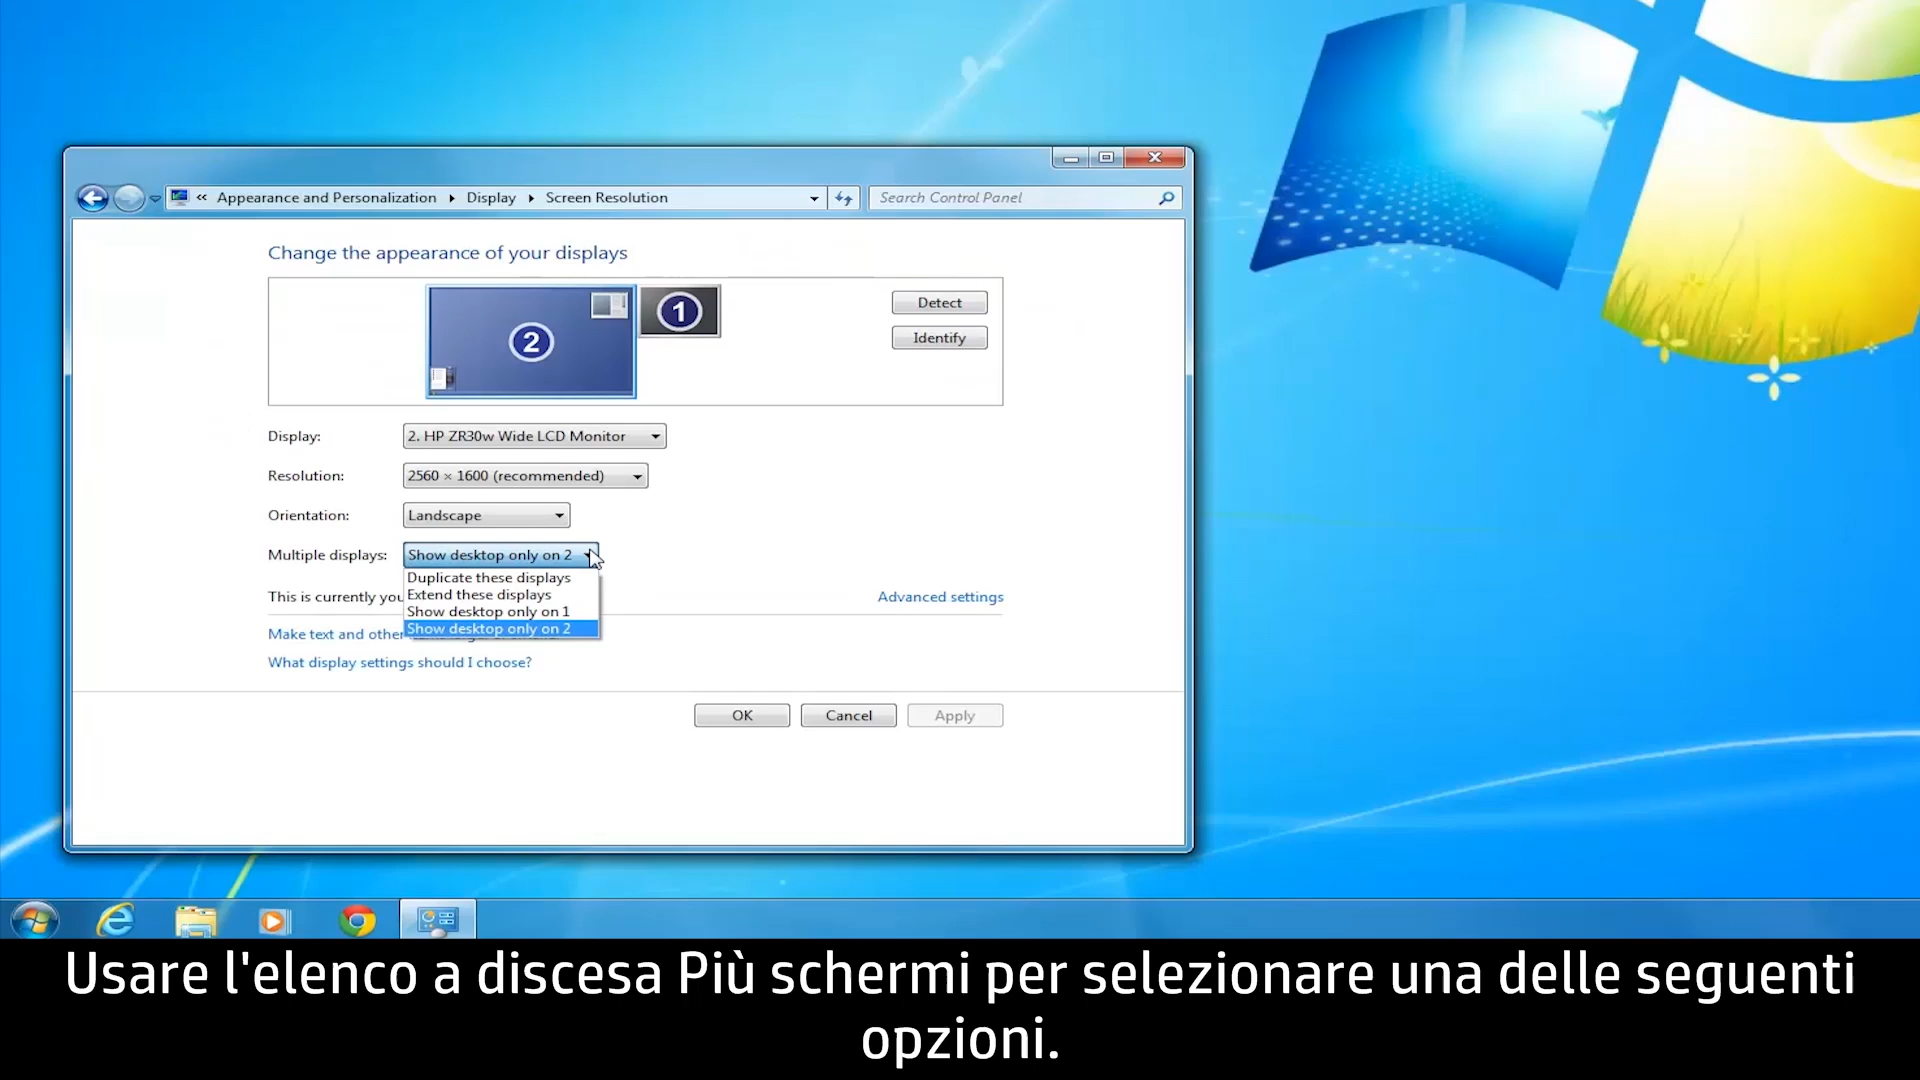 « Appearance and Personalization Display Screen Resolution Search Control Panel
Change the appearance of your displays
2 1 Detect
Identify
Display: 2. HP ZR30w Wide LCD Monitor
Resolution: 2560 × 1600 (recommended)
Orientation: Landscape
Multiple displays: Show desktop only on 2
Duplicate these displays
Extend these displays
Show desktop only on 1
Show desktop only on 2
This is currently Advanced settings
Make text and other
What display settings should I choose?
OK Cancel Apply
Usare l'elenco a discesa Più schermi per selezionare una delle seguenti
opzioni.